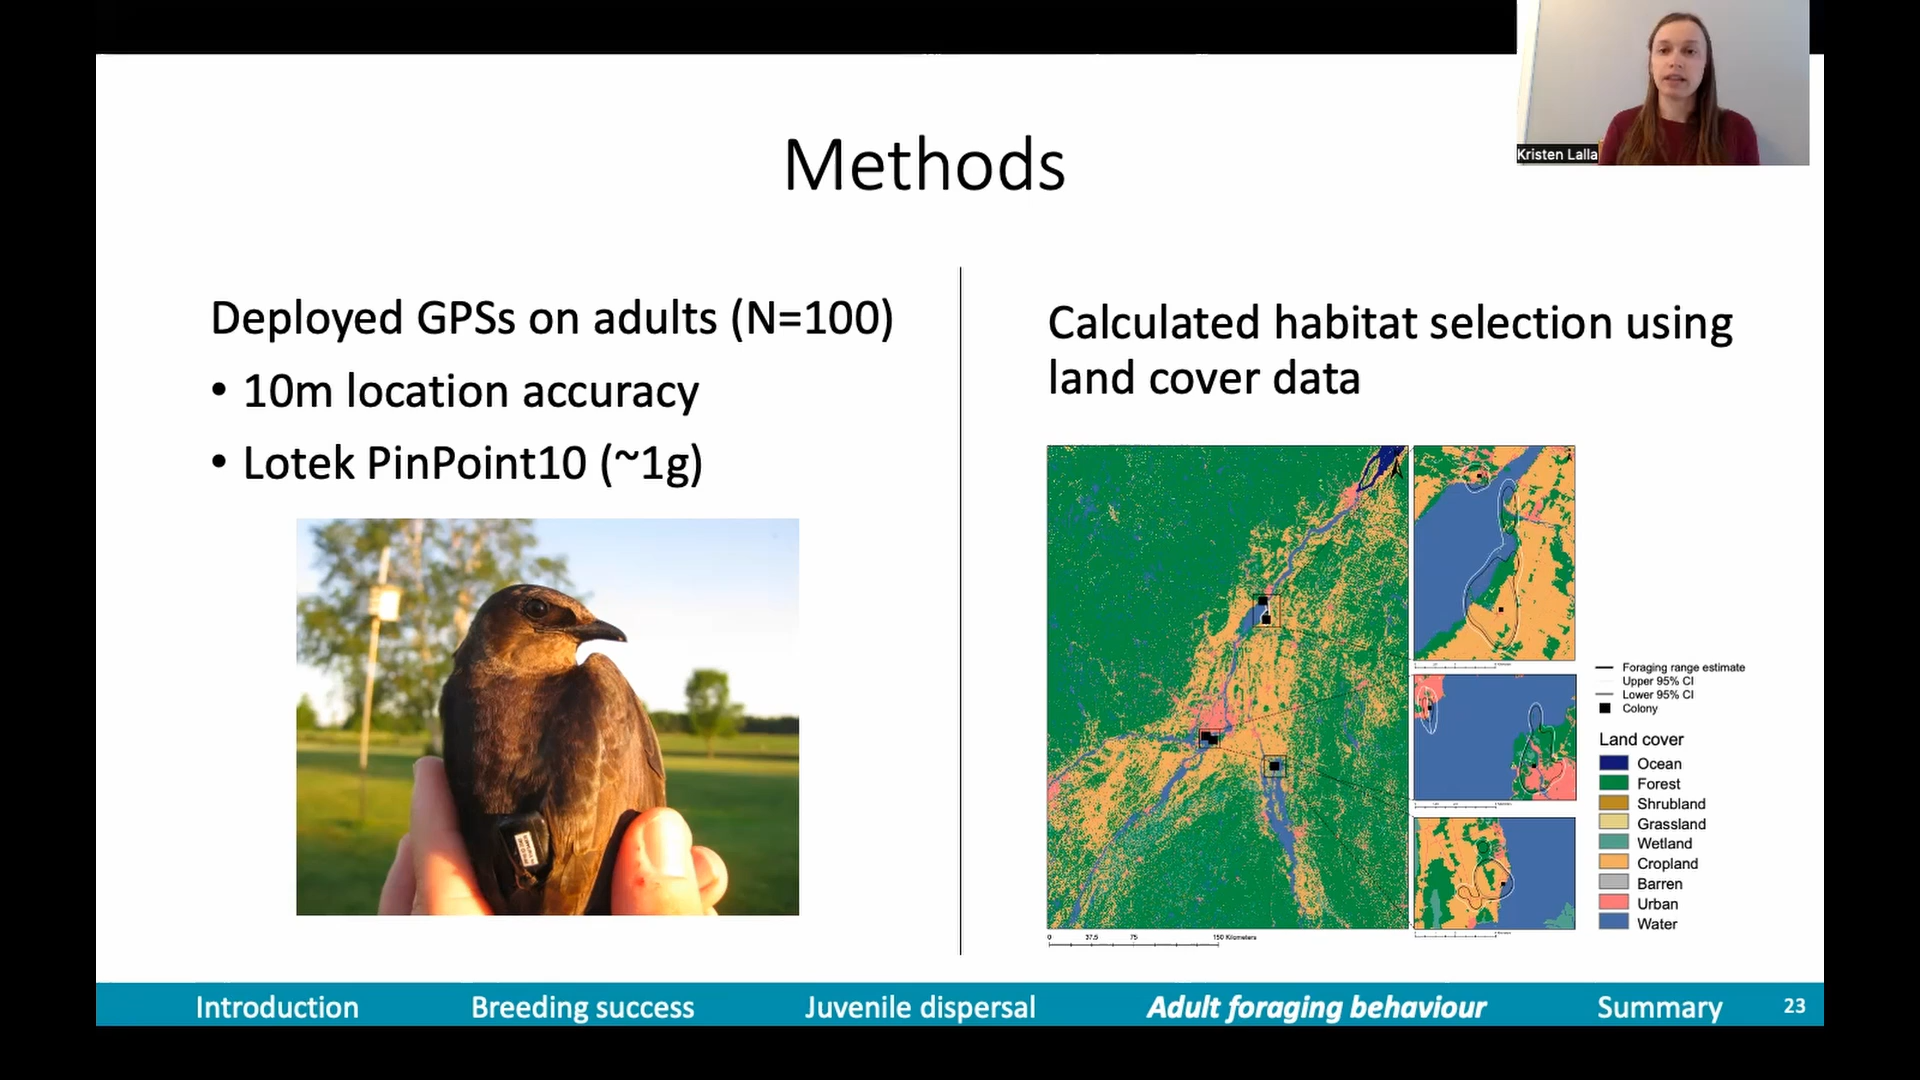 Kristen Lalla
Methods
Deployed GPSs on adults (N=100)
• 10m location accuracy
• Lotek PinPoint10 (~1g)
Calculated habitat selection using
land cover data
Foraging range estimate
Upper 95% CI
Lower 95% CI
Colony
Land cover
Ocean
Forest
Shrubland
Grassland
Wetland
Cropland
Barren
Urban
Water
0 37.5 75 150 Kilometers
Introduction Breeding success Juvenile dispersal Adult foraging behaviour Summary 23